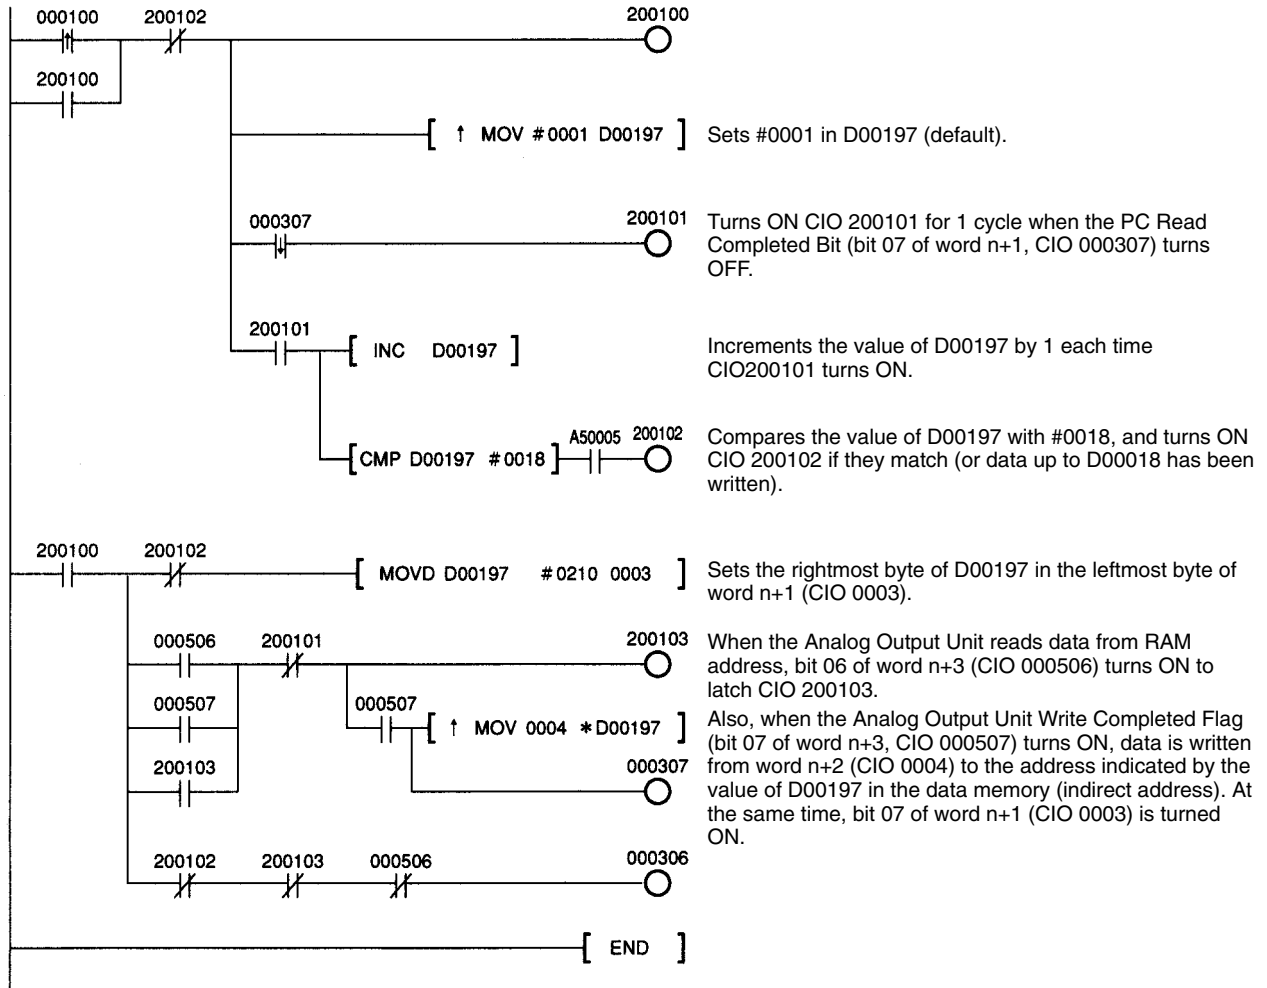 000100 200102 200100
200100
[ ↑ MOV #0001 D00197 ] Sets #0001 in D00197 (default).
000307 200101 Turns ON CIO 200101 for 1 cycle when the PC Read
Completed Bit (bit 07 of word n+1, CIO 000307) turns
OFF.
200101
[ INC D00197 ] Increments the value of D00197 by 1 each time
CIO200101 turns ON.
A50005 200102
[CMP D00197 #0018] Compares the value of D00197 with #0018, and turns ON
CIO 200102 if they match (or data up to D00018 has been
written).
200100 200102
[ MOVD D00197 #0210 0003 ] Sets the rightmost byte of D00197 in the leftmost byte of
word n+1 (CIO 0003).
000506 200101 200103 When the Analog Output Unit reads data from RAM
address, bit 06 of word n+3 (CIO 000506) turns ON to
latch CIO 200103.
000507 000507
[ ↑ MOV 0004 *D00197 ] Also, when the Analog Output Unit Write Completed Flag
(bit 07 of word n+3, CIO 000507) turns ON, data is written
200103 000307 from word n+2 (CIO 0004) to the address indicated by the
value of D00197 in the data memory (indirect address). At
the same time, bit 07 of word n+1 (CIO 0003) is turned
ON.
200102 200103 000506 000306
[ END ]